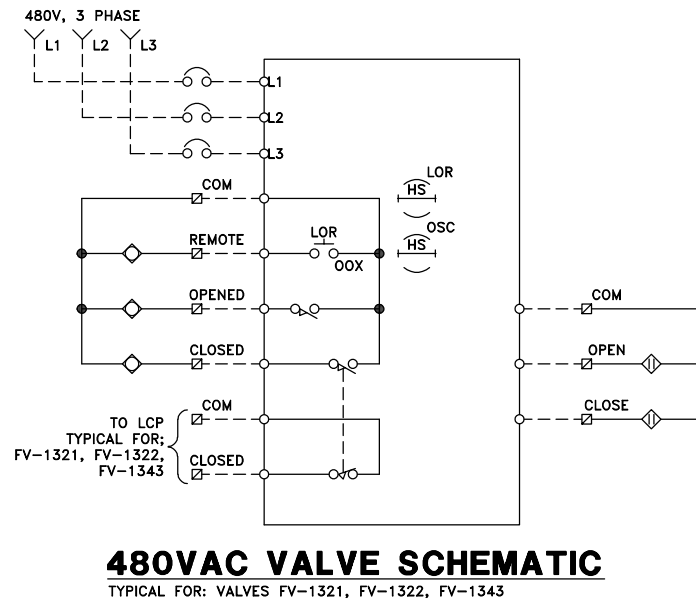 480V, 3 PHASE
L1 L2 L3
L1
L2
L3
COM
LOR
HS
REMOTE
LOR
OOX
OSC
HS
OPENED
COM
CLOSED
OPEN
COM
CLOSE
TO LCP
TYPICAL FOR;
FV-1321, FV-1322,
FV-1343
CLOSED
480VAC VALVE SCHEMATIC
TYPICAL FOR: VALVES FV-1321, FV-1322, FV-1343